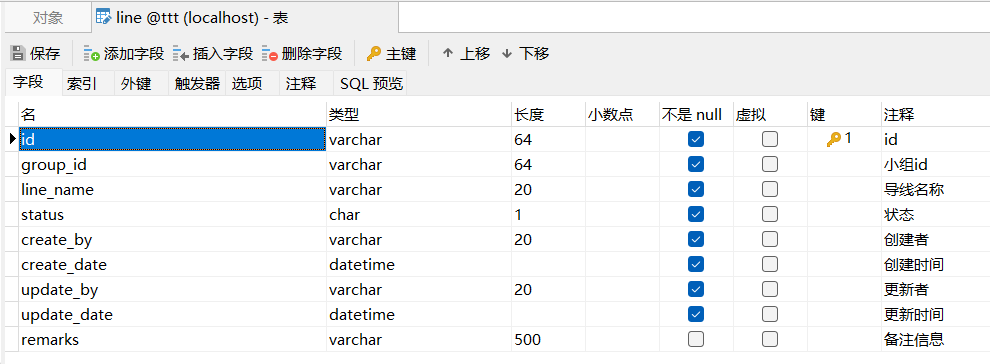 对象 line @ttt (localhost) - 表
保存 添加字段 插入字段 删除字段 主键 上移 下移
字段 索引 外键 触发器 选项 注释 SQL 预览
名 类型 长度 小数点 不是 null 虚拟 键 注释
id varchar 64 1 id
group_id varchar 64 小组id
line_name varchar 20 导线名称
status char 1 状态
create_by varchar 20 创建者
create_date datetime 创建时间
update_by varchar 20 更新者
update_date datetime 更新时间
remarks varchar 500 备注信息